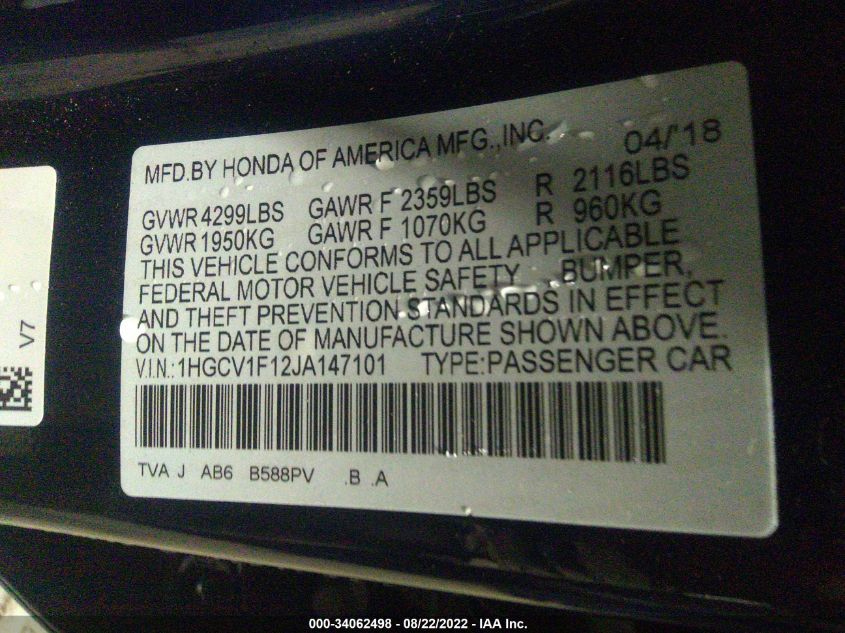 MFD.BY HONDA OF AMERICA MFG.,INC. 04/'18
GVWR 4299LBS GAWR F 2359LBS R 2116LBS
GVWR 1950KG GAWR F 1070KG R 960KG
THIS VEHICLE CONFORMS TO ALL APPLICABLE
FEDERAL MOTOR VEHICLE SAFETY BUMPER,
AND THEFT PREVENTION STANDARDS IN EFFECT
ON THE DATE OF MANUFACTURE SHOWN ABOVE.
V.I.N.:1HGCV1F12JA147101 TYPE:PASSENGER CAR
TVA J AB6 B588PV .B .A
V7
000-34062498 - 08/22/2022 - IAA Inc.